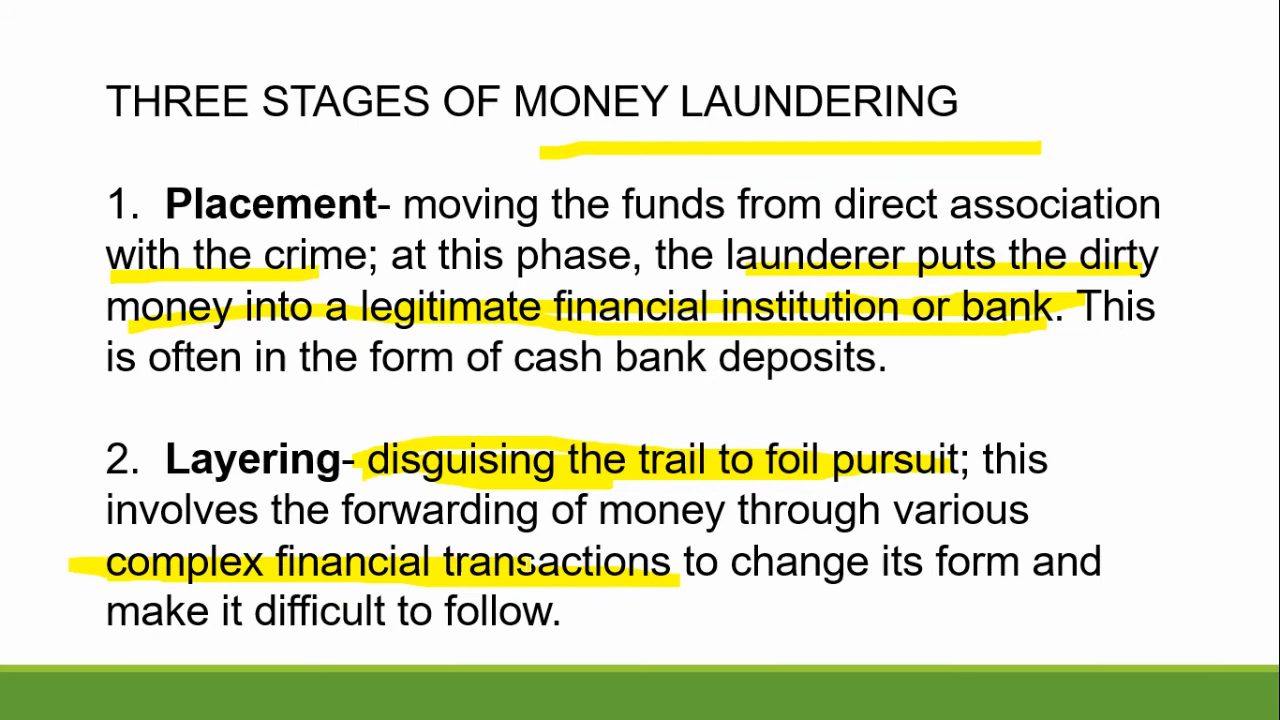 THREE STAGES OF MONEY LAUNDERING
1. Placement- moving the funds from direct association
with the crime; at this phase, the launderer puts the dirty
money into a legitimate financial institution or bank. This
is often in the form of cash bank deposits.
2. Layering- disguising the trail to foil pursuit; this
involves the forwarding of money through various
complex financial transactions to change its form and
make it difficult to follow.